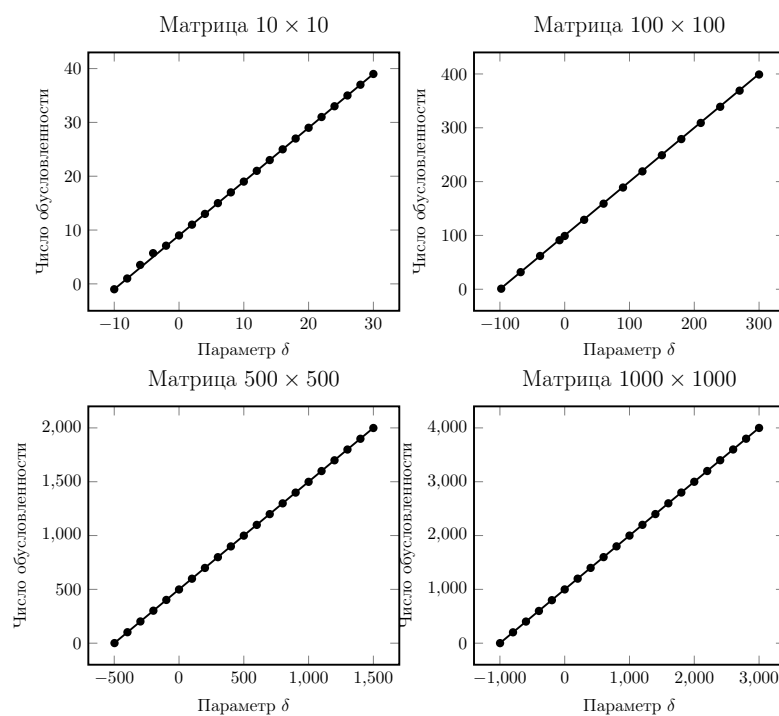 Матрица 10 × 10
Число обусловленности
40
30
20
10
0
−10 0 10 20 30
Параметр δ
Матрица 100 × 100
Число обусловленности
400
300
200
100
0
−100 0 100 200 300
Параметр δ
Матрица 500 × 500
Число обусловленности
2,000
1,500
1,000
500
0
−500 0 500 1,000 1,500
Параметр δ
Матрица 1000 × 1000
Число обусловленности
4,000
3,000
2,000
1,000
0
−1,000 0 1,000 2,000 3,000
Параметр δ